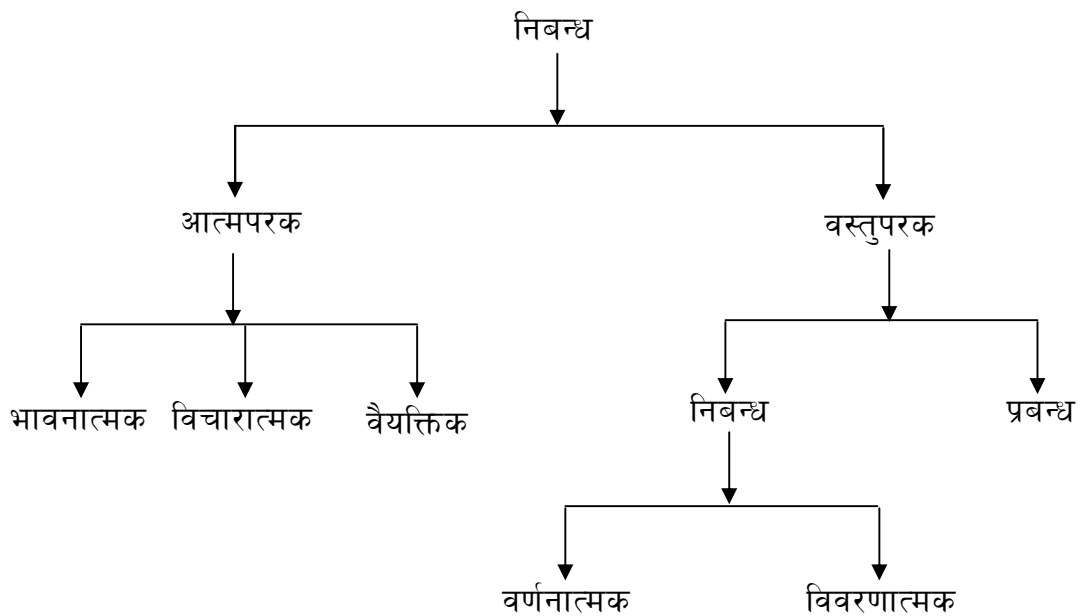 निबन्ध
आत्मपरक वस्तुपरक
भावनात्मक विचारात्मक वैयक्तिक निबन्ध प्रबन्ध
वर्णनात्मक विवरणात्मक